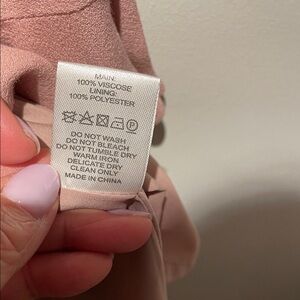 MAIN:
100% VISCOSE
LINING:
100% POLYESTER
P
DO NOT WASH
DO NOT BLEACH
DO NOT TUMBLE DRY
WARM IRON
DELICATE DRY
CLEAN ONLY
MADE IN CHINA